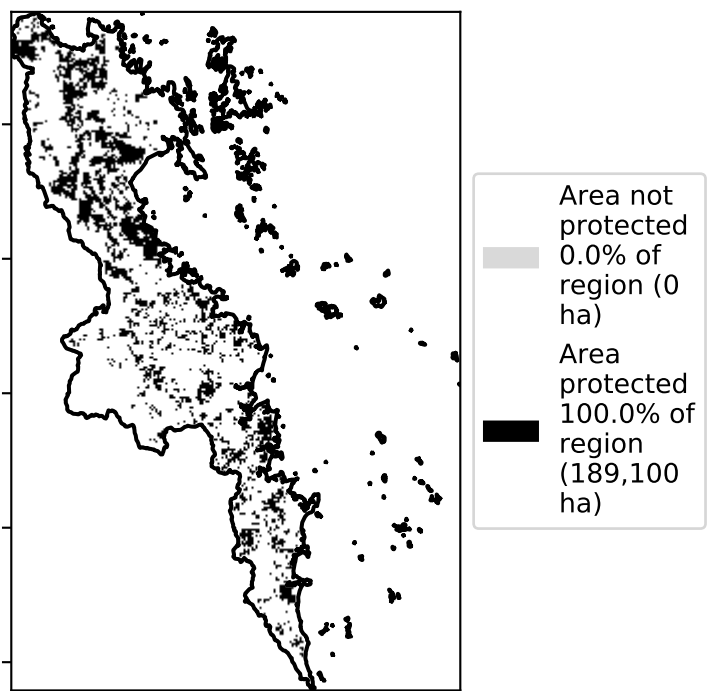 Area not
protected
0.0% of
region (0
ha)
Area
protected
100.0% of
region
(189,100
ha)